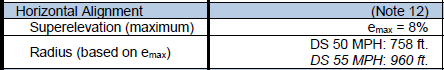 Horizontal Alignment (Note 12)
Superelevation (maximum) emax = 8%
Radius (based on emax) DS 50 MPH: 758 ft.
DS 55 MPH: 960 ft.